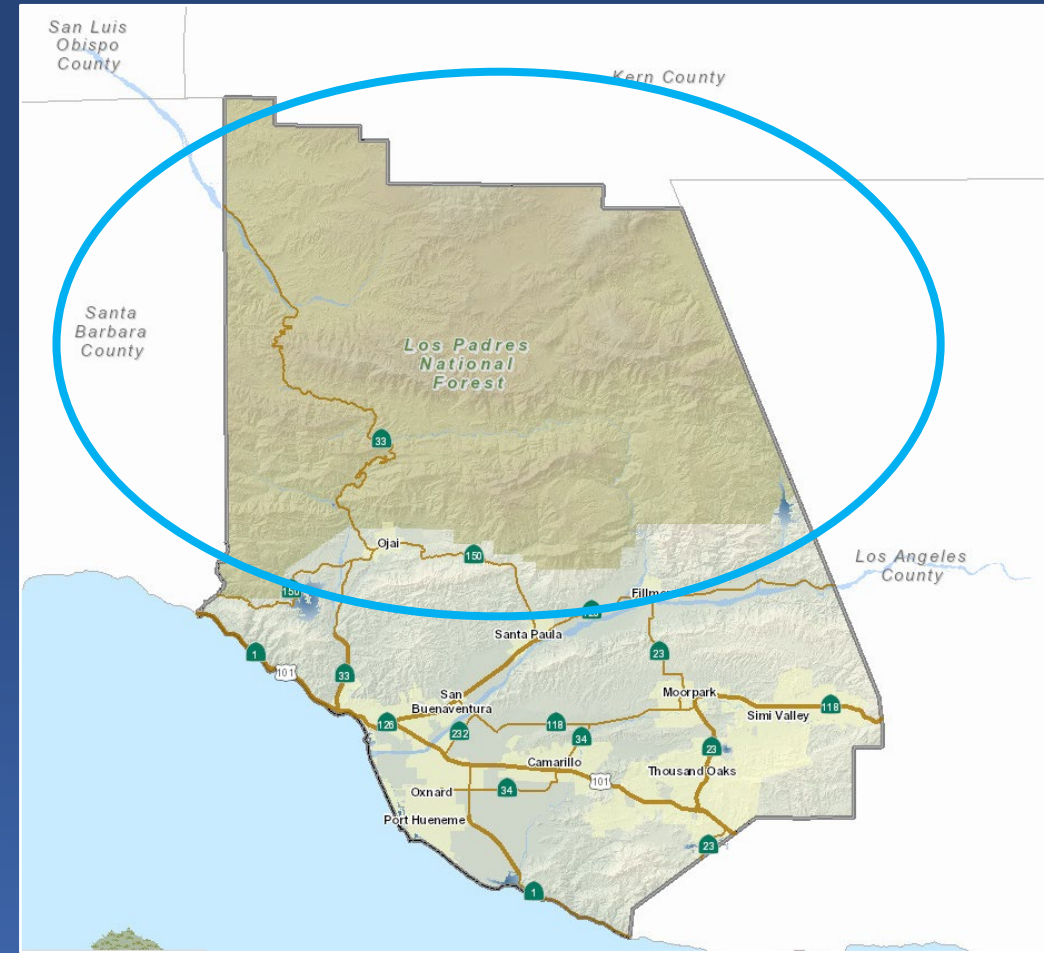 San Luis
Obispo
County
Kern County
Santa
Barbara
County
Los Padres
National
Forest
33
Ojai
150
Los Angeles
County
150
126
Santa Paula
1
101
33
23
San
Buenaventura
Moorpark
118
Simi Valley
126
232
118
34
23
Camarillo
Thousand Oaks
101
Oxnard
34
Port Hueneme
23
1